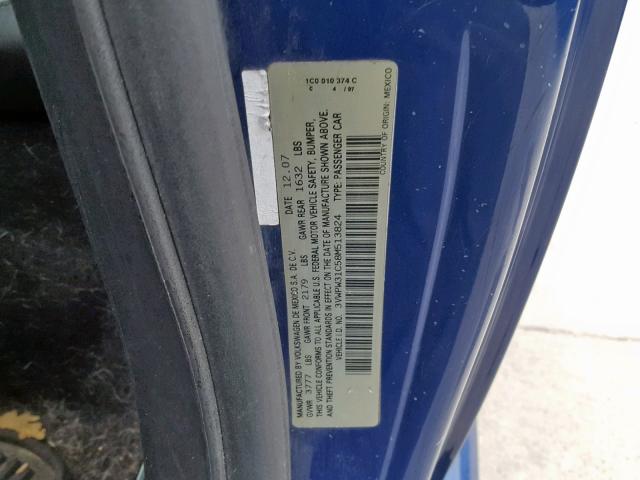 1C0 010 374 C
C 4 / 97
MANUFACTURED BY VOLKSWAGEN DE MEXICO S.A. DE C.V. DATE 12.07
GVWR 3777 LBS GAWR FRONT 2179 LBS GAWR REAR 1632 LBS
THIS VEHICLE CONFORMS TO ALL APPLICABLE U.S. FEDERAL MOTOR VEHICLE SAFETY, BUMPER,
AND THEFT PREVENTION STANDARDS IN EFFECT ON THE DATE OF MANUFACTURE SHOWN ABOVE.
VEHICLE I.D. NO. 3VWPW31C58M513824 TYPE: PASSENGER CAR
COUNTRY OF ORIGIN: MEXICO